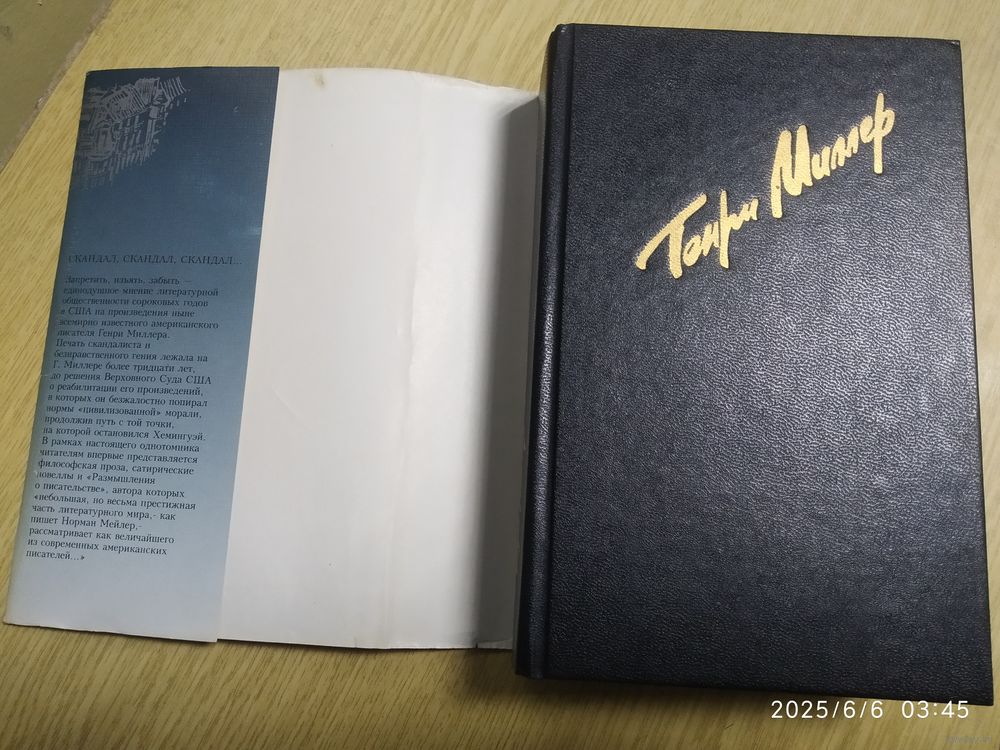 СКАНДАЛ, СКАНДАЛ, СКАНДАЛ...
Запретить, изъять, забыть —
единодушное мнение литературной
общественности сороковых годов
в США на произведения ныне
всемирно известного американского
писателя Генри Миллера.
Печать скандалиста и
безнравственного гения лежала на
Г. Миллере более тридцати лет,
до решения Верховного Суда США
о реабилитации его произведений,
в которых он безжалостно попирал
нормы «цивилизованной» морали,
продолжив путь с той точки,
на которой остановился Хемингуэй.
В рамках настоящего однотомника
читателям впервые представляется
философская проза, сатирические
новеллы и «Размышления
о писательстве», автора которых
«небольшая, но весьма престижная
часть литературного мира,- как
пишет Норман Мейлер,-
рассматривает как величайшего
из современных американских
писателей...»
Генри Миллер
2025/6/6 03:45